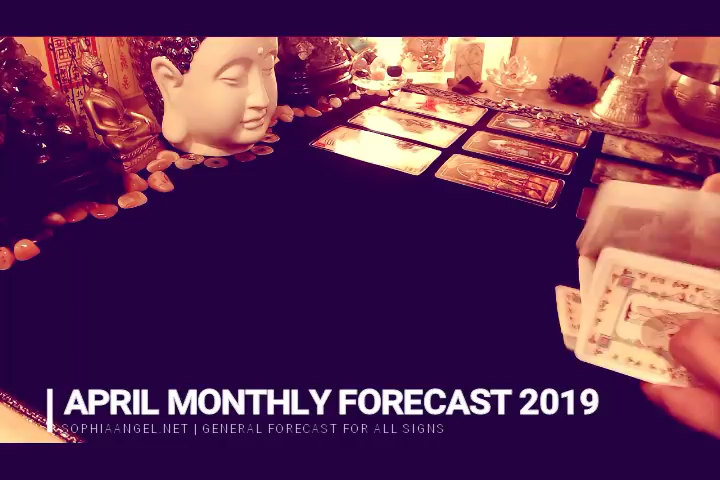 APRIL MONTHLY FORECAST 2019
SOPHIAANGEL.NET | GENERAL FORECAST FOR ALL SIGNS